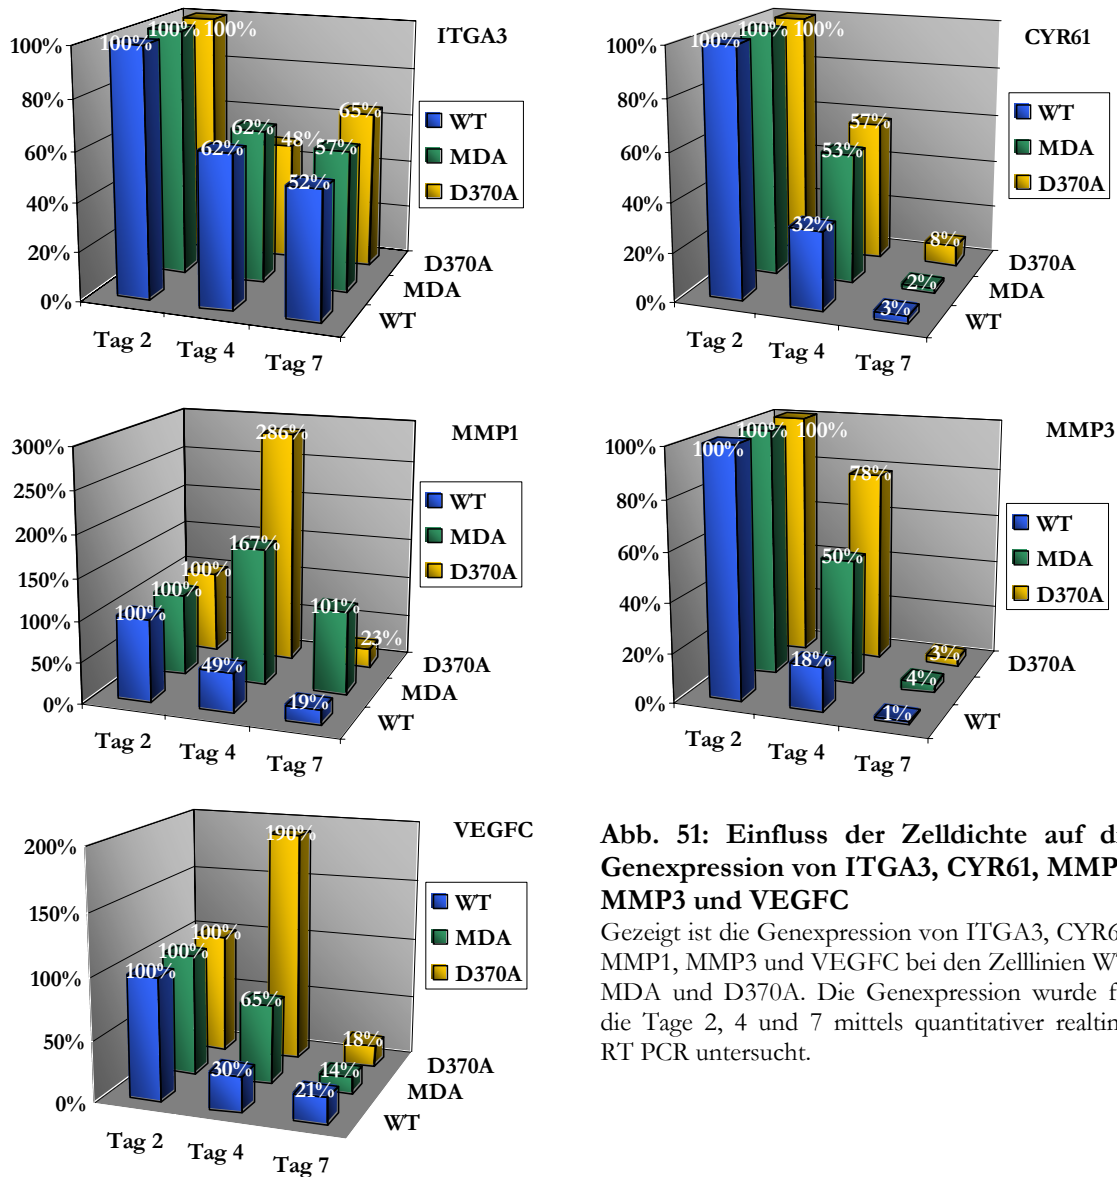 ITGA3
100%
80%
60%
40%
20%
0%
100% 100% 100%
62% 62% 48%
52% 57% 65%
WT
MDA
D370A
D370A
MDA
WT
Tag 2 Tag 4 Tag 7
CYR61
100%
80%
60%
40%
20%
0%
100% 100% 100%
32% 53% 57%
3% 2% 8%
WT
MDA
D370A
D370A
MDA
WT
Tag 2 Tag 4 Tag 7
MMP1
300%
250%
200%
150%
100%
50%
0%
100% 100% 100%
49% 167% 286%
19% 101% 23%
WT
MDA
D370A
D370A
MDA
WT
Tag 2 Tag 4 Tag 7
MMP3
100%
80%
60%
40%
20%
0%
100% 100% 100%
18% 50% 78%
1% 4% 3%
WT
MDA
D370A
D370A
WT
Tag 2 Tag 4 Tag 7
VEGFC
200%
150%
100%
50%
0%
100% 100% 100%
30% 65% 190%
21% 14% 18%
WT
MDA
D370A
D370A
MDA
WT
Tag 2 Tag 4 Tag 7
Abb. 51: Einfluss der Zelldichte auf
Genexpression von ITGA3, CYR61,
MMP3 und VEGFC
Gezeigt ist die Genexpression von ITGA3,
MMP1, MMP3 und VEGFC bei den Zelllinien
MDA und D370A. Die Genexpression wurde
die Tage 2, 4 und 7 mittels quantitativer
RT PCR untersucht.